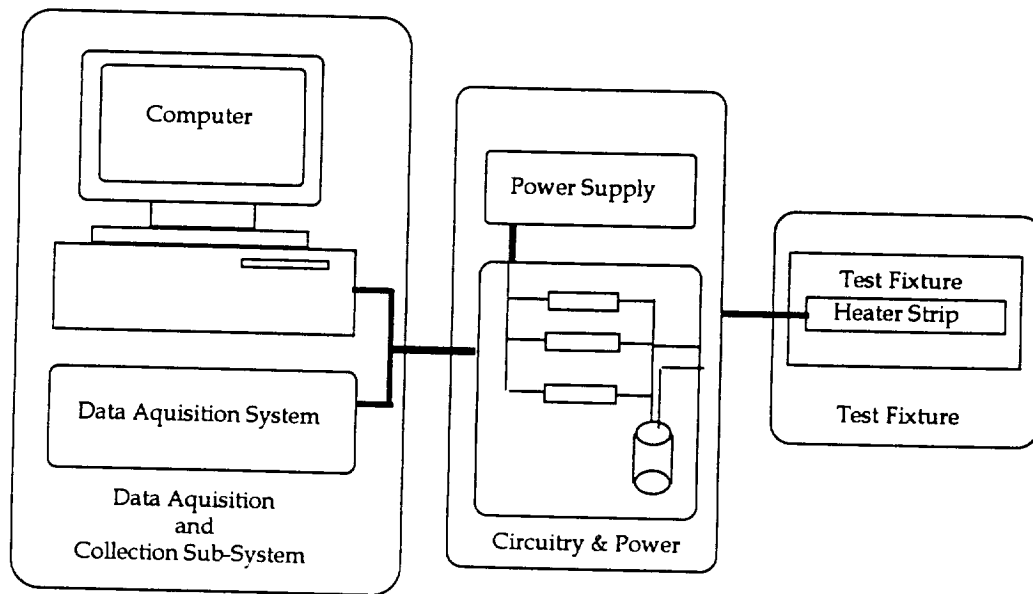 Computer
Data Aquisition System
Data Aquisition
and
Collection Sub-System
Power Supply
Circuitry & Power
Test Fixture
Heater Strip
Test Fixture